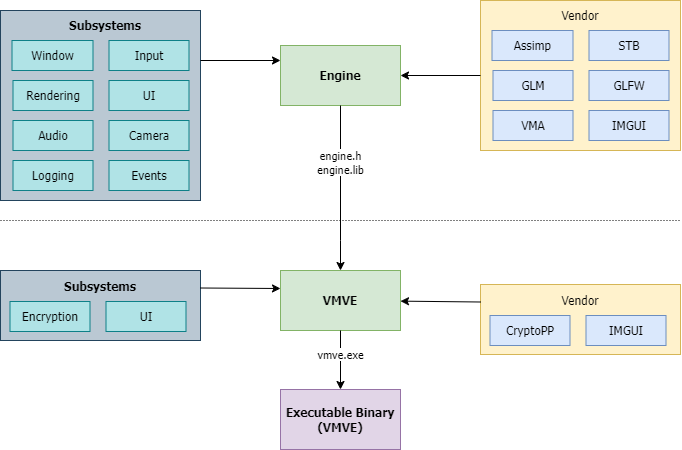 Subsystems
Window
Input
Rendering
UI
Audio
Camera
Logging
Events
Engine
Vendor
Assimp
STB
GLM
GLFW
VMA
IMGUI
engine.h
engine.lib
Subsystems
Encryption
UI
VMVE
Vendor
CryptoPP
IMGUI
vmve.exe
Executable Binary
(VMVE)